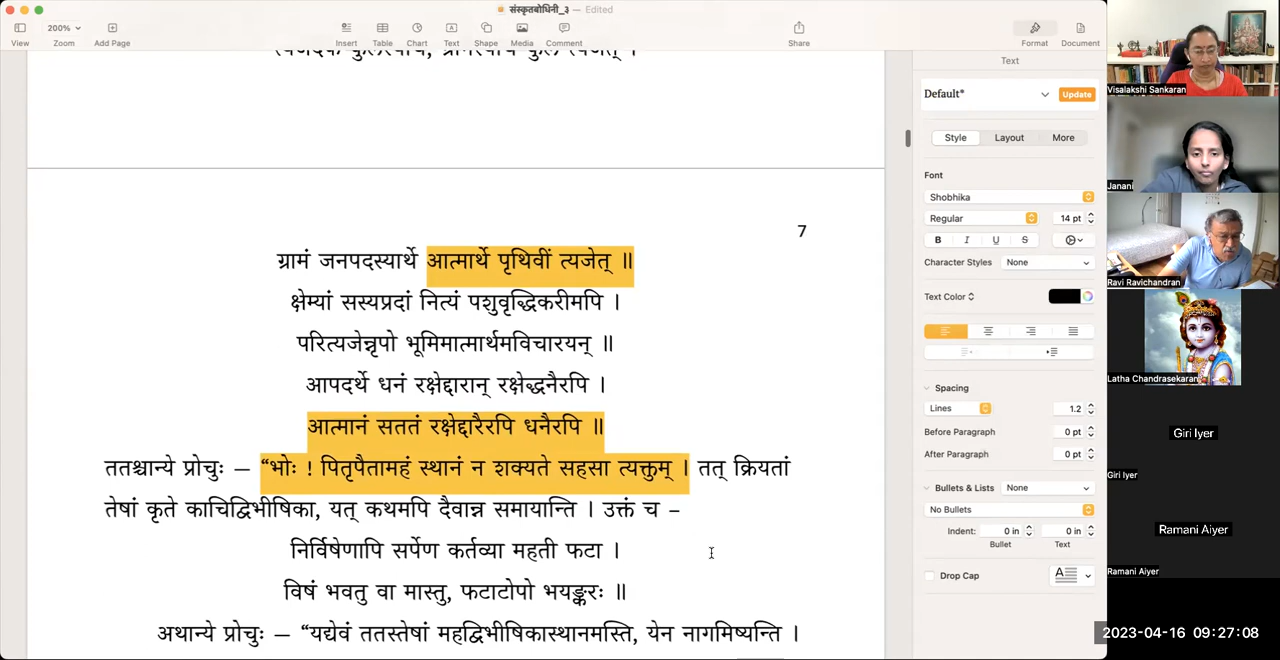 संस्कृतबोधिनी_३ — Edited
200%
View
Zoom
Add Page
Insert
Table
Chart
Text
Shape
Media
Comment
Share
Format
Document
7
ग्रामं जनपदस्यार्थे आत्मार्थे पृथिवीं त्यजेत् ॥
क्षेम्यां सस्यप्रदां नित्यं पशुवृद्धिकरीमपि ।
परित्यजेन्नृपो भूमिमात्मार्थमविचारयन् ॥
आपदर्थे धनं रक्षेद्दारान् रक्षेद्धनैरपि ।
आत्मानं सततं रक्षेद्दारैरपि धनैरपि ॥
ततश्चान्ये प्रोचुः — “भोः ! पितृपैतामहं स्थानं न शक्यते सहसा त्यक्तुम् । तत् क्रियतां
तेषां कृते काचिद्विभीषिका, यत् कथमपि दैवान्न समायान्ति । उक्तं च –
निर्विषेणापि सर्पेण कर्तव्या महती फटा ।
विषं भवतु वा मास्तु, फटाटोपो भयङ्करः ॥
अथान्ये प्रोचुः — “यद्येवं ततस्तेषां महद्विभीषिकास्थानमस्ति, येन नागमिष्यन्ति ।
Text
Default*
Update
Style
Layout
More
Font
Shobhika
Regular
14 pt
B I U S
Character Styles
None
Text Color
Spacing
Lines
1.2
Before Paragraph
0 pt
After Paragraph
0 pt
Bullets & Lists
None
No Bullets
Indent:
0 in
0 in
Bullet
Text
Drop Cap
Visalakshi Sankaran
Janani
Ravi Ravichandran
Latha Chandrasekaran
Giri Iyer
Giri Iyer
Ramani Aiyer
Ramani Aiyer
2023-04-16 09:27:08